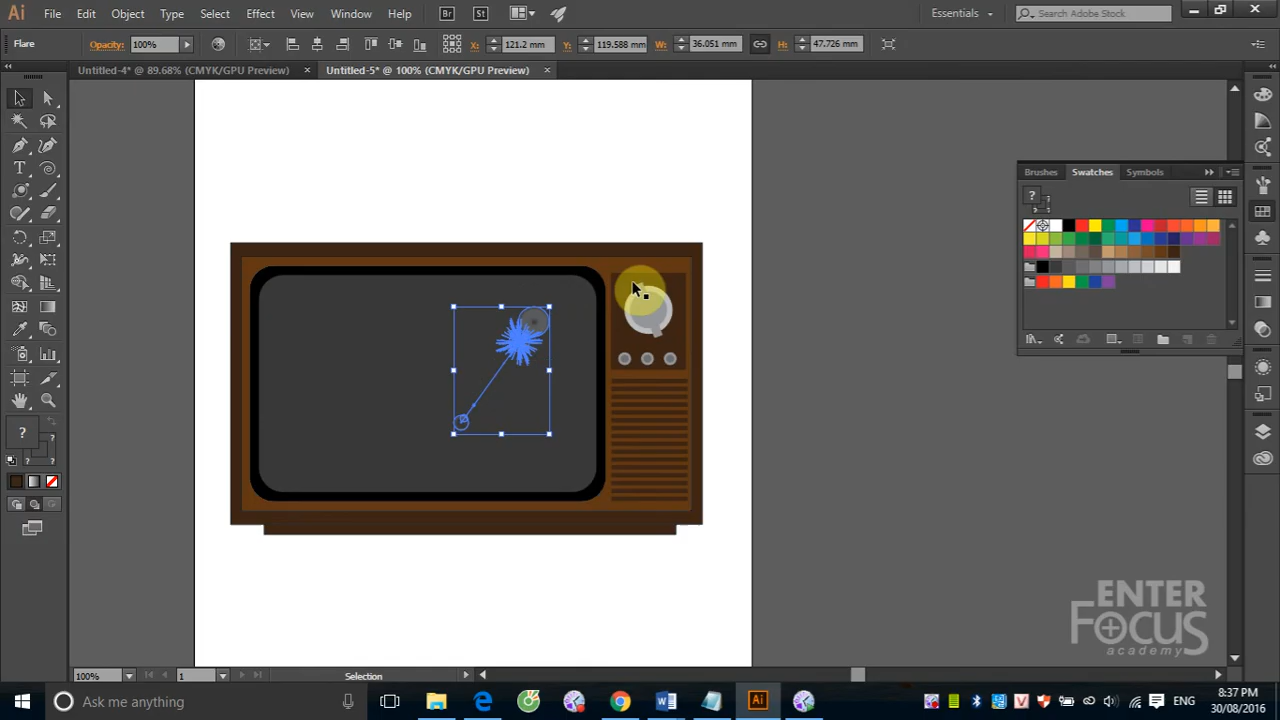 Ai File Edit Object Type Select Effect View Window Help Br St Essentials Search Adobe Stock
Flare Opacity: 100% X: 121.2 mm Y: 119.588 mm W: 36.051 mm H: 47.726 mm
Untitled-4* @ 89.68% (CMYK/GPU Preview) × Untitled-5* @ 100% (CMYK/GPU Preview) ×
Brushes Swatches Symbols
?
T
?
ENTER
FOCUS
academy
100% 1 Selection
Ask me anything
W Ai V ENG
8:37 PM
30/08/2016